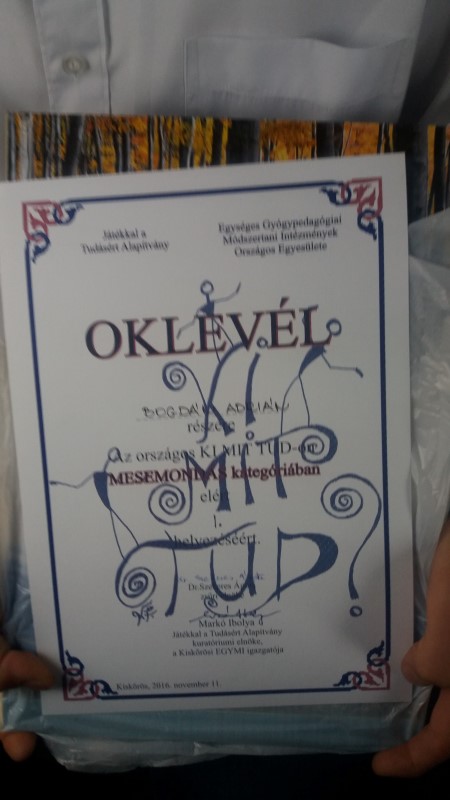 Játékkal a
Tudásért Alapítvány
Egységes Gyógypedagógiai
Módszertani Intézmények
Országos Egyesülete
OKLEVÉL
KI
MIT
TUD?
BOGDÁN ADRIÁN
részére
Az országos KI MIT TUD-on
MESEMONDÁS kategóriában
elért
I.
helyezéséért.
Markó Ibolya
Játékkal a Tudásért Alapítvány
kuratóriumi elnöke,
a Kiskőrösi EGYMI igazgatója
Kiskőrös, 2016. november 11.